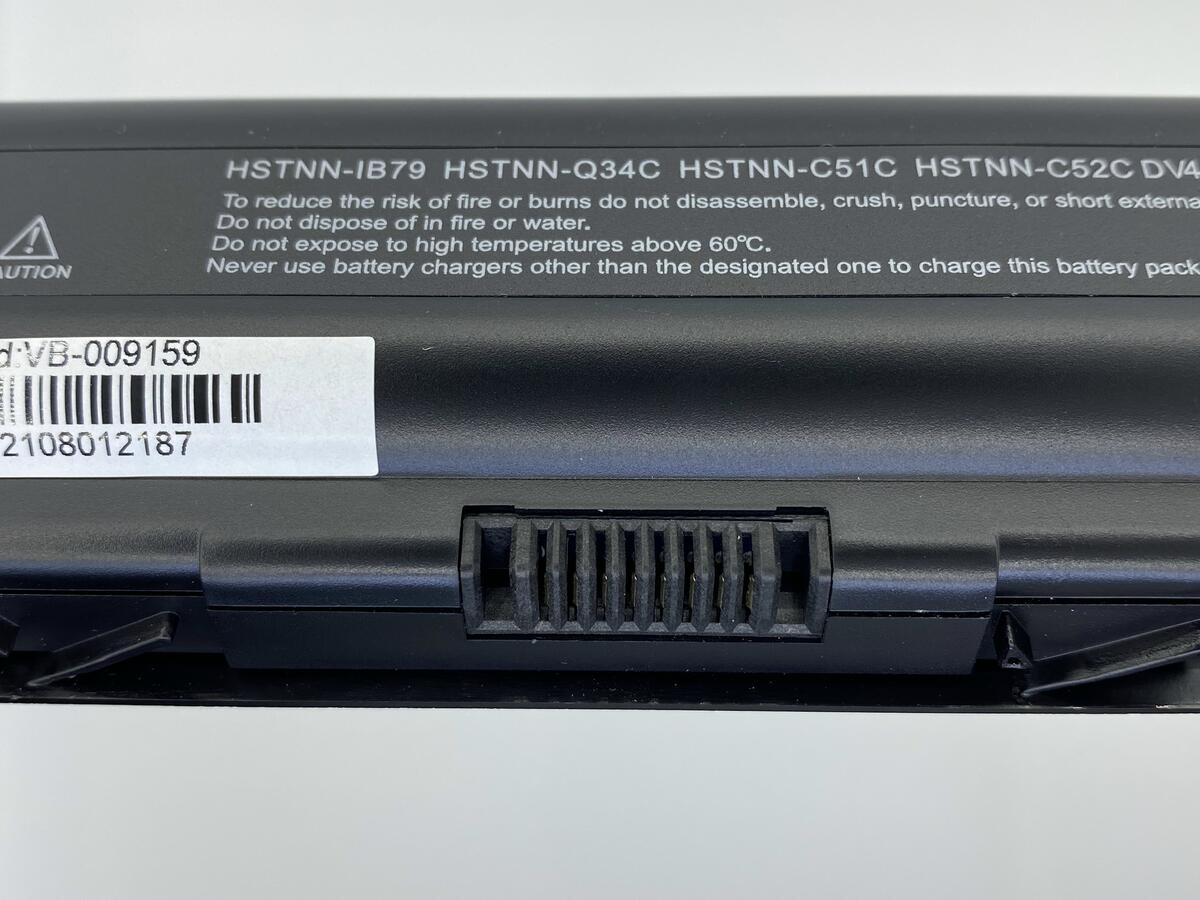 HSTNN-IB79 HSTNN-Q34C HSTNN-C51C HSTNN-C52C DV4
To reduce the risk of fire or burns do not disassemble, crush, puncture, or short externa
Do not dispose of in fire or water.
Do not expose to high temperatures above 60ºC.
Never use battery chargers other than the designated one to charge this battery pack
AUTION
d:VB-009159
2108012187